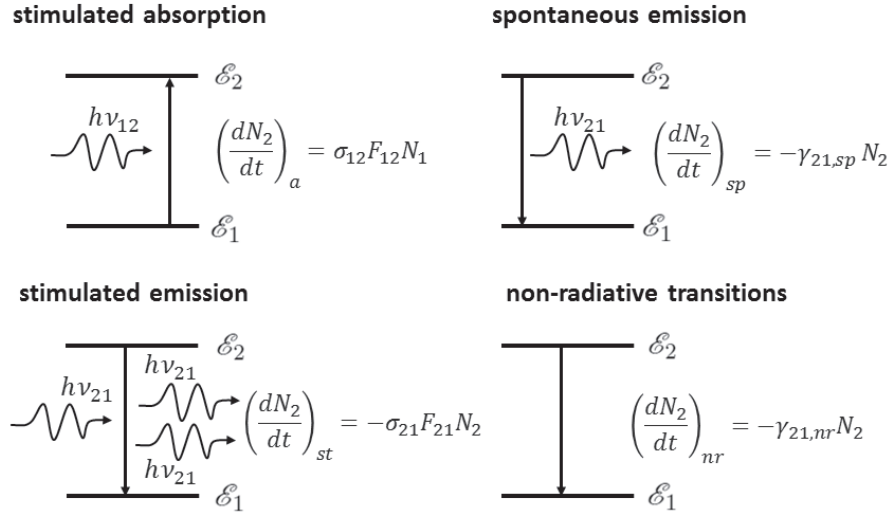 stimulated absorption
ℰ₂
hν₁₂
(dN₂/dt)ₐ = σ₁₂F₁₂N₁
ℰ₁
spontaneous emission
ℰ₂
hν₂₁
(dN₂/dt)ₛₚ = −γ₂₁,ₛₚ N₂
ℰ₁
stimulated emission
ℰ₂
hν₂₁
hν₂₁
(dN₂/dt)ₛₜ = −σ₂₁F₂₁N₂
hν₂₁
ℰ₁
non-radiative transitions
ℰ₂
(dN₂/dt)ₙᵣ = −γ₂₁,ₙᵣN₂
ℰ₁